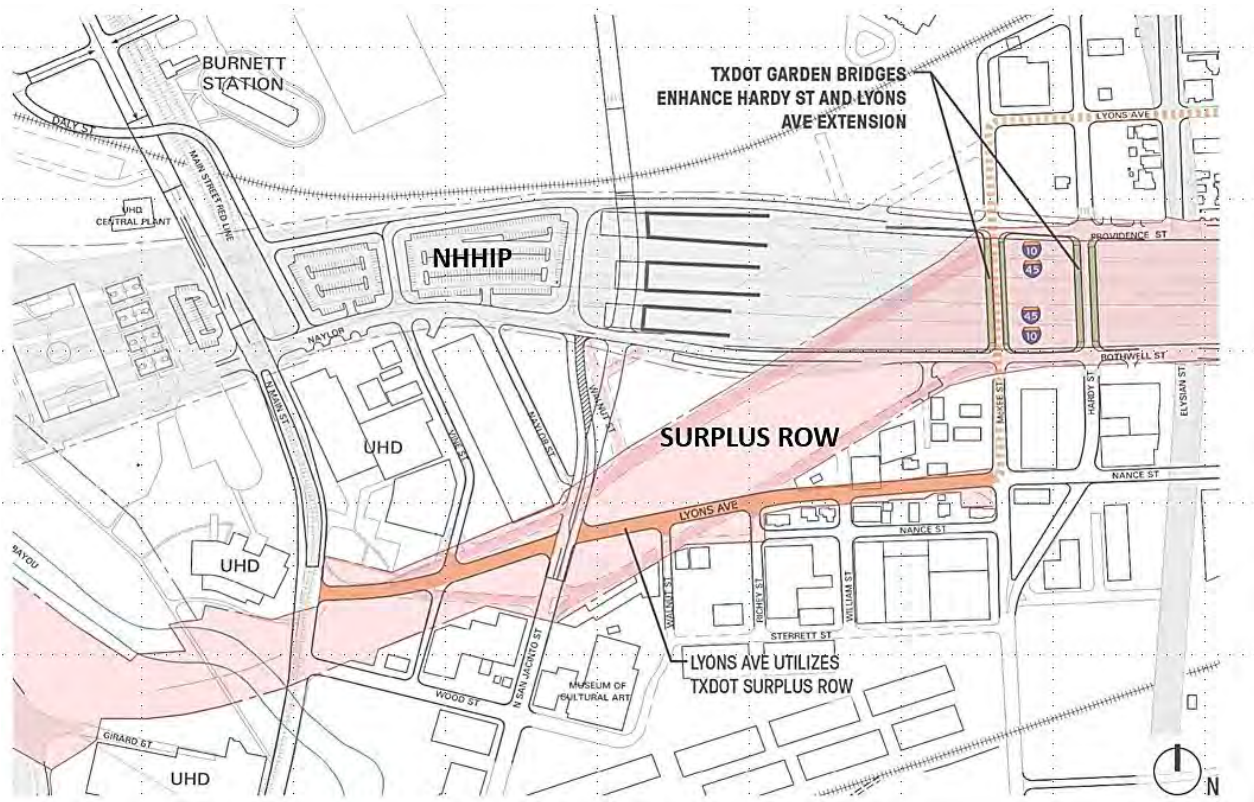 BURNETT
STATION
TXDOT GARDEN BRIDGES
ENHANCE HARDY ST AND LYONS
AVE EXTENSION
LYONS AVE
DALY ST
MAIN STREET RED LINE
UHD
CENTRAL PLANT
NHHIP
PROVIDENCE ST
10
45
45
10
NAYLOR
ROTHWELL ST
N MAIN ST
WALNUT ST
McKEE ST
HARDY ST
ELYSIAN ST
NAYLOR ST
VINE ST
UHD
SURPLUS ROW
NANCE ST
LYONS AVE
NANCE ST
BAYOU
UHD
WALNUT ST
RICHEY ST
WILLIAM ST
STERRETT ST
LYONS AVE UTILIZES
TXDOT SURPLUS ROW
N SAN JACINTO ST
MUSEUM OF
CULTURAL ART
WOOD ST
GIRARD ST
UHD
N